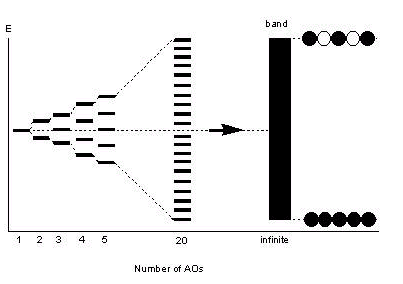 E
band
1 2 3 4 5 20 infinite
Number of AOs